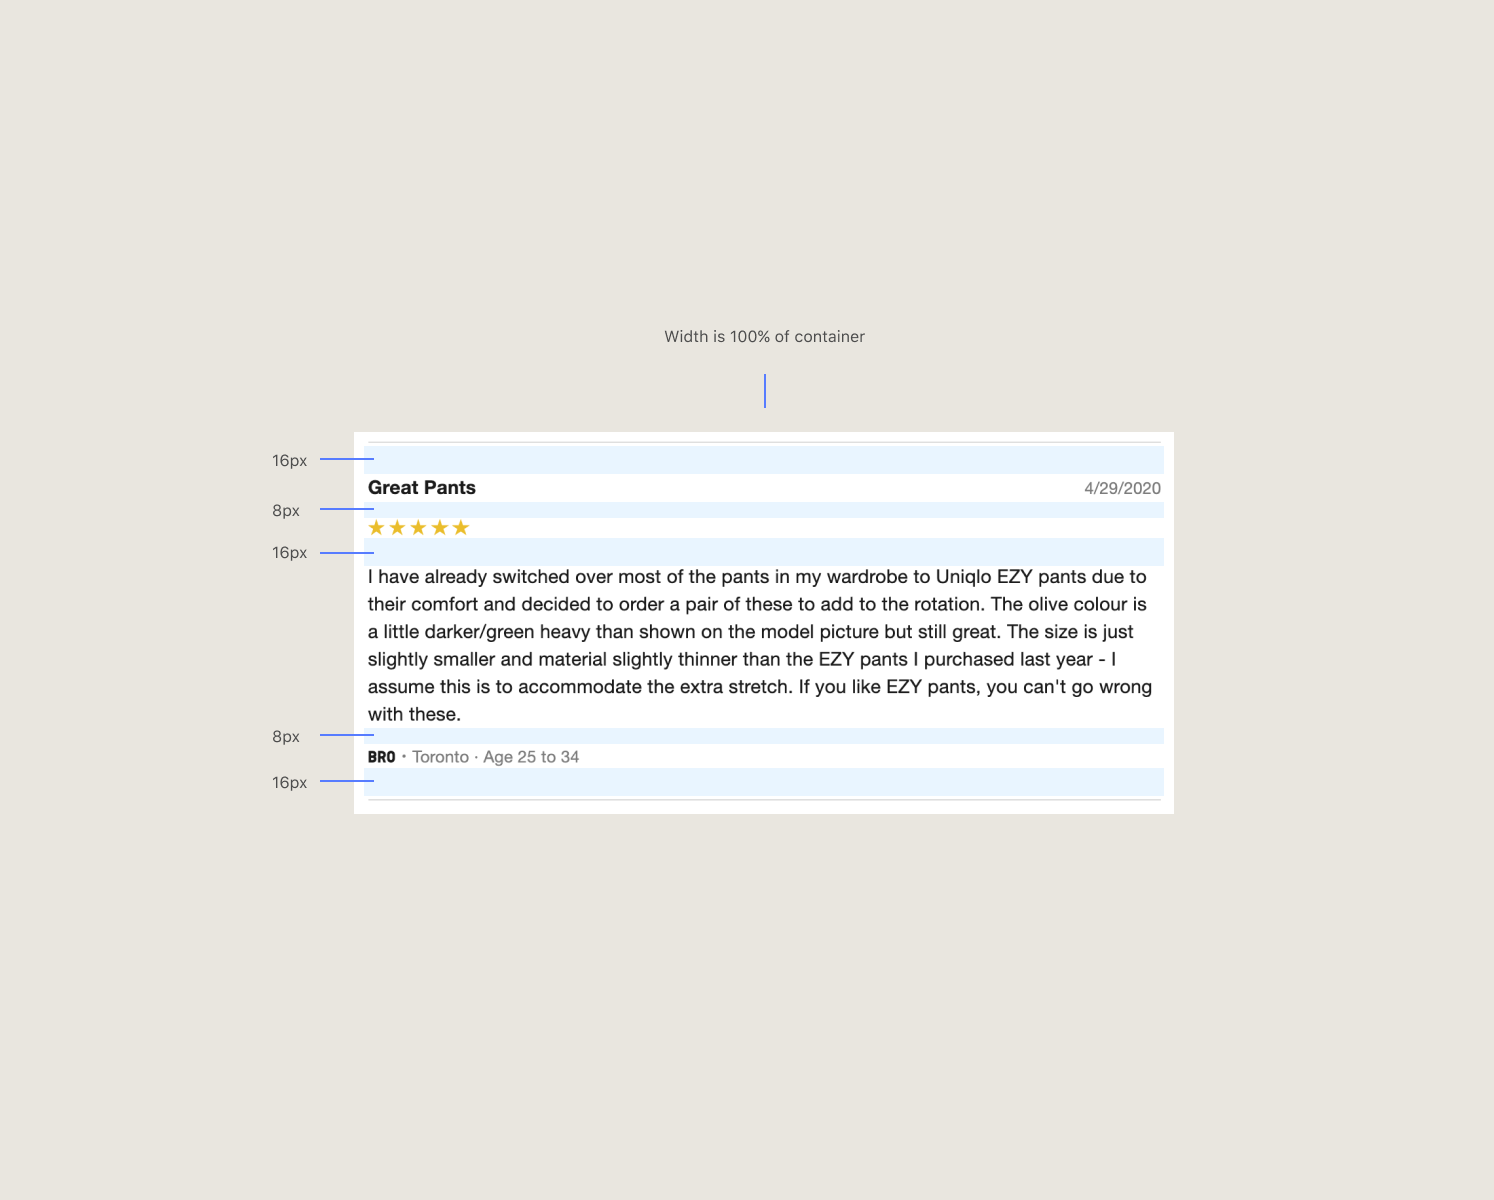 Width is 100% of container
16px
Great Pants 4/29/2020
8px
★★★★★
16px
I have already switched over most of the pants in my wardrobe to Uniqlo EZY pants due to
their comfort and decided to order a pair of these to add to the rotation. The olive colour is
a little darker/green heavy than shown on the model picture but still great. The size is just
slightly smaller and material slightly thinner than the EZY pants I purchased last year - I
assume this is to accommodate the extra stretch. If you like EZY pants, you can't go wrong
with these.
8px
BRO · Toronto · Age 25 to 34
16px